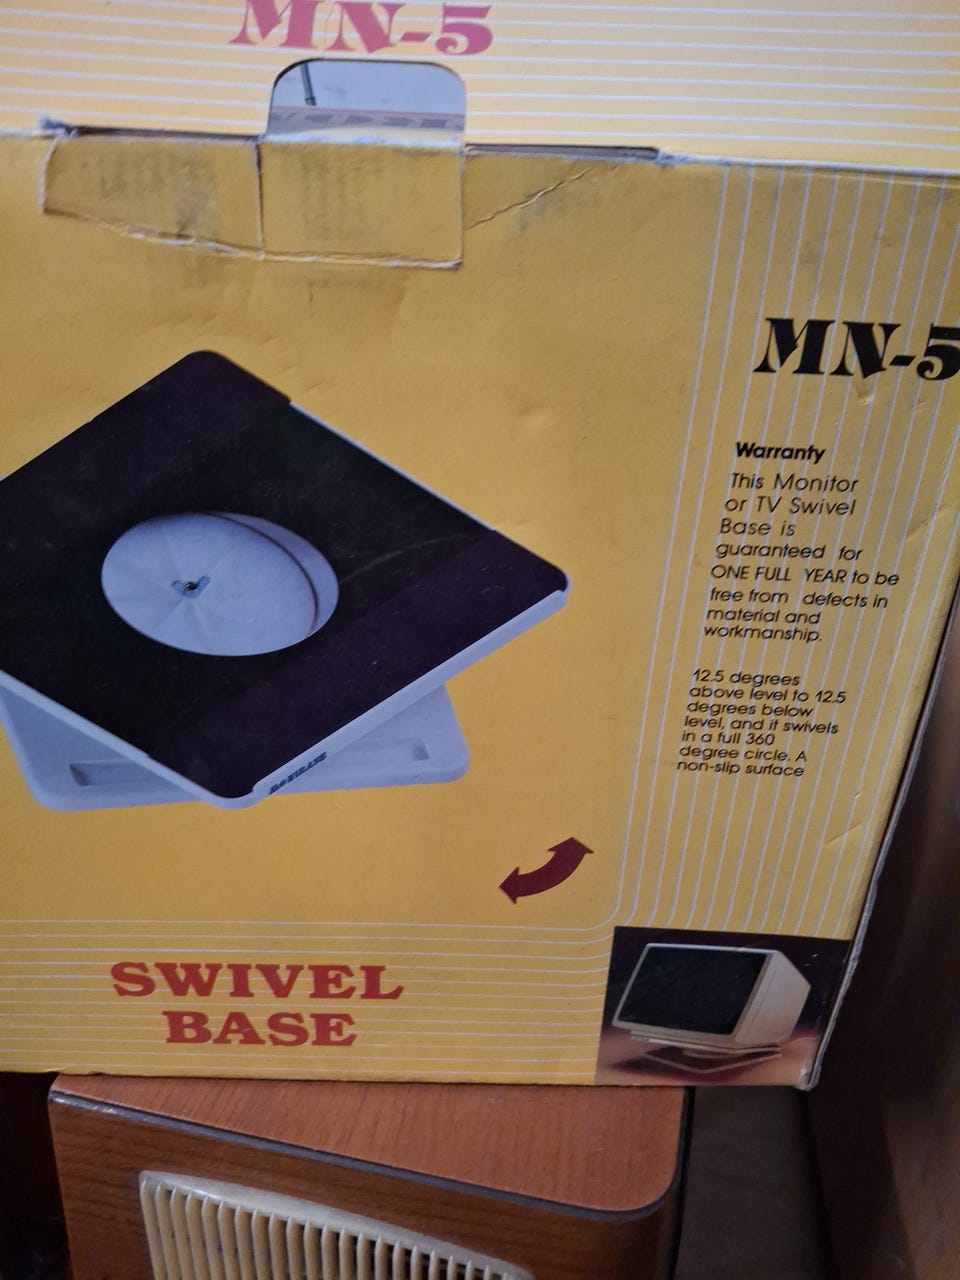 MN-5
MN-5
Warranty
This Monitor
or TV Swivel
Base is
guaranteed for
ONE FULL YEAR to be
free from defects in
material and
workmanship.
12.5 degrees
above level to 12.5
degrees below
level, and it swivels
in a full 360
degree circle. A
non-slip surface
SWIVEL
BASE